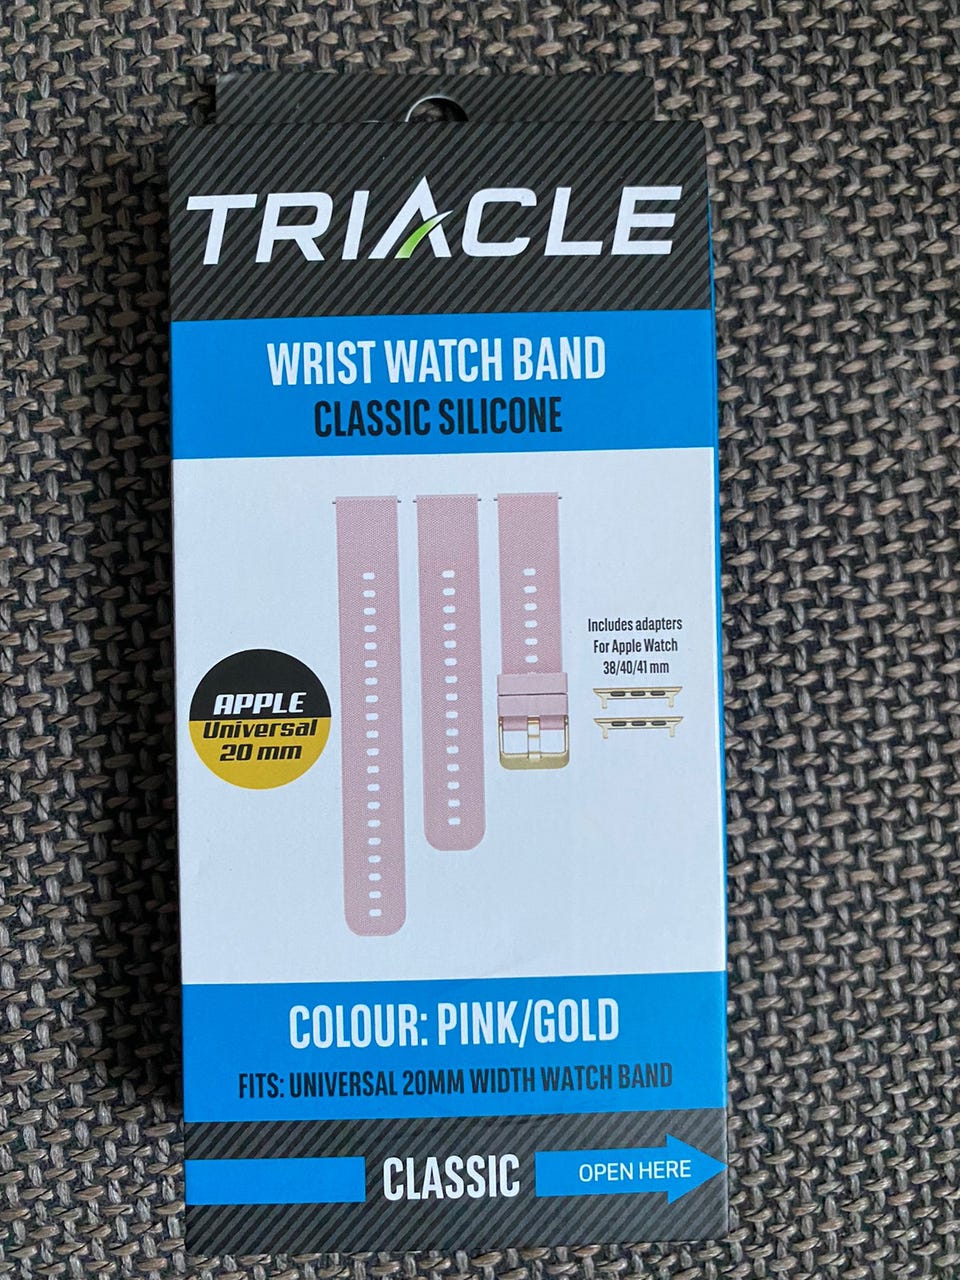 TRIACLE
WRIST WATCH BAND
CLASSIC SILICONE
Includes adapters
For Apple Watch
38/40/41 mm
APPLE
Universal
20 mm
COLOUR: PINK/GOLD
FITS: UNIVERSAL 20MM WIDTH WATCH BAND
CLASSIC
OPEN HERE